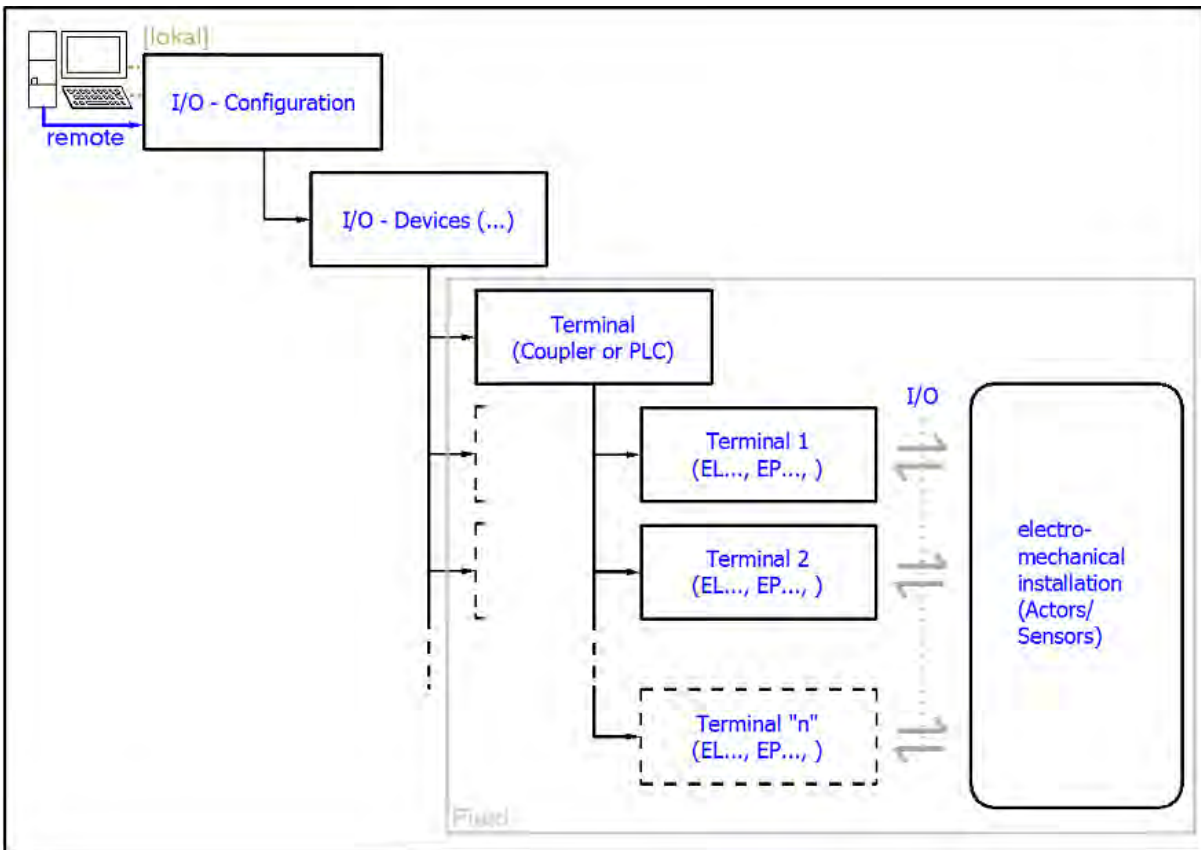 [lokal]
I/O - Configuration
remote
I/O - Devices (...)
Terminal
(Coupler or PLC)
I/O
Terminal 1
(EL..., EP..., )
Terminal 2
(EL..., EP..., )
electro-
mechanical
installation
(Actors/
Sensors)
Terminal "n"
(EL..., EP..., )